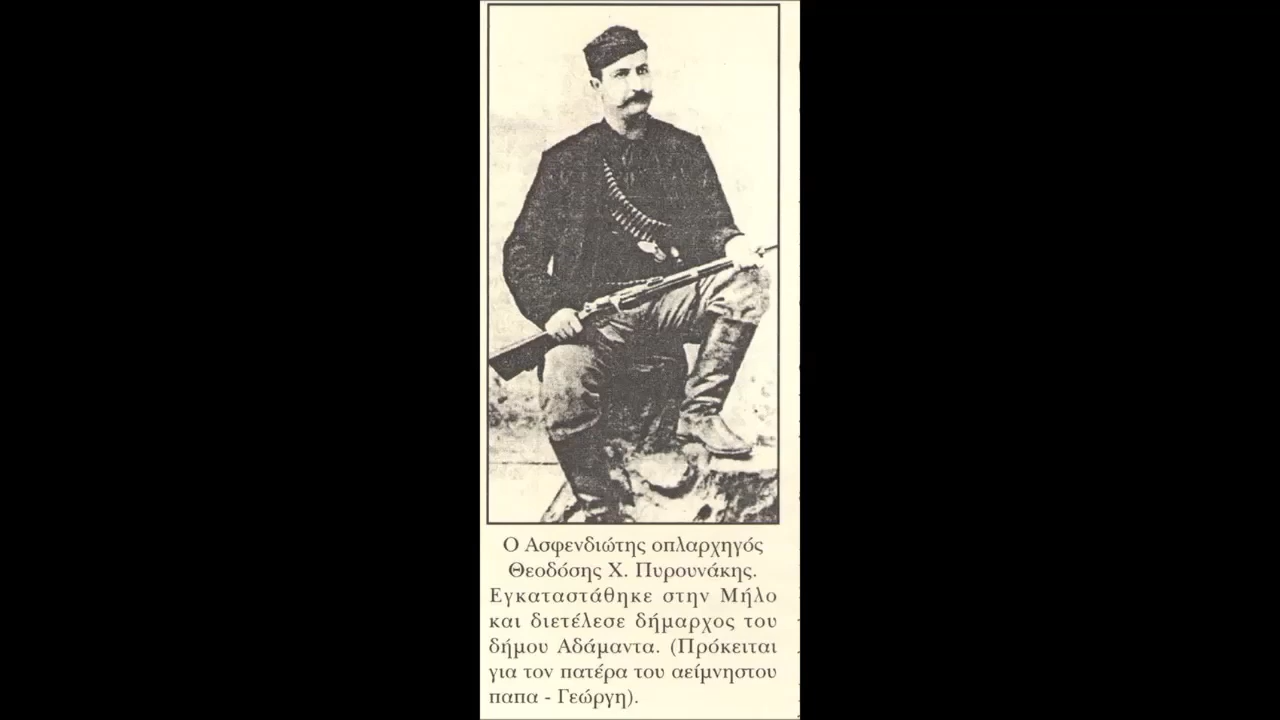 Ο Ασφενδιώτης οπλαρχηγός
Θεοδόσης Χ. Πυρουνάκης.
Εγκαταστάθηκε στην Μήλο
και διετέλεσε δήμαρχος του
δήμου Αδάμαντα. (Πρόκειται
για τον πατέρα του αείμνηστου
παπα - Γεώργη).